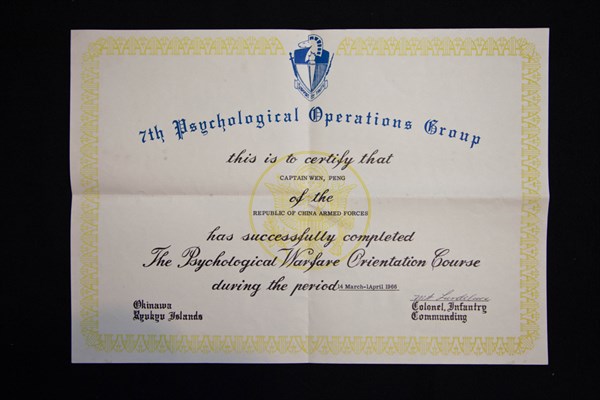 7th Psychological Operations Group
this is to certify that
CAPTAIN WEN, PENG
of the
REPUBLIC OF CHINA ARMED FORCES
has successfully completed
The Psychological Warfare Orientation Course
during the period 14 March-1April 1966
Okinawa
Ryukyu Islands
Colonel, Infantry
Commanding